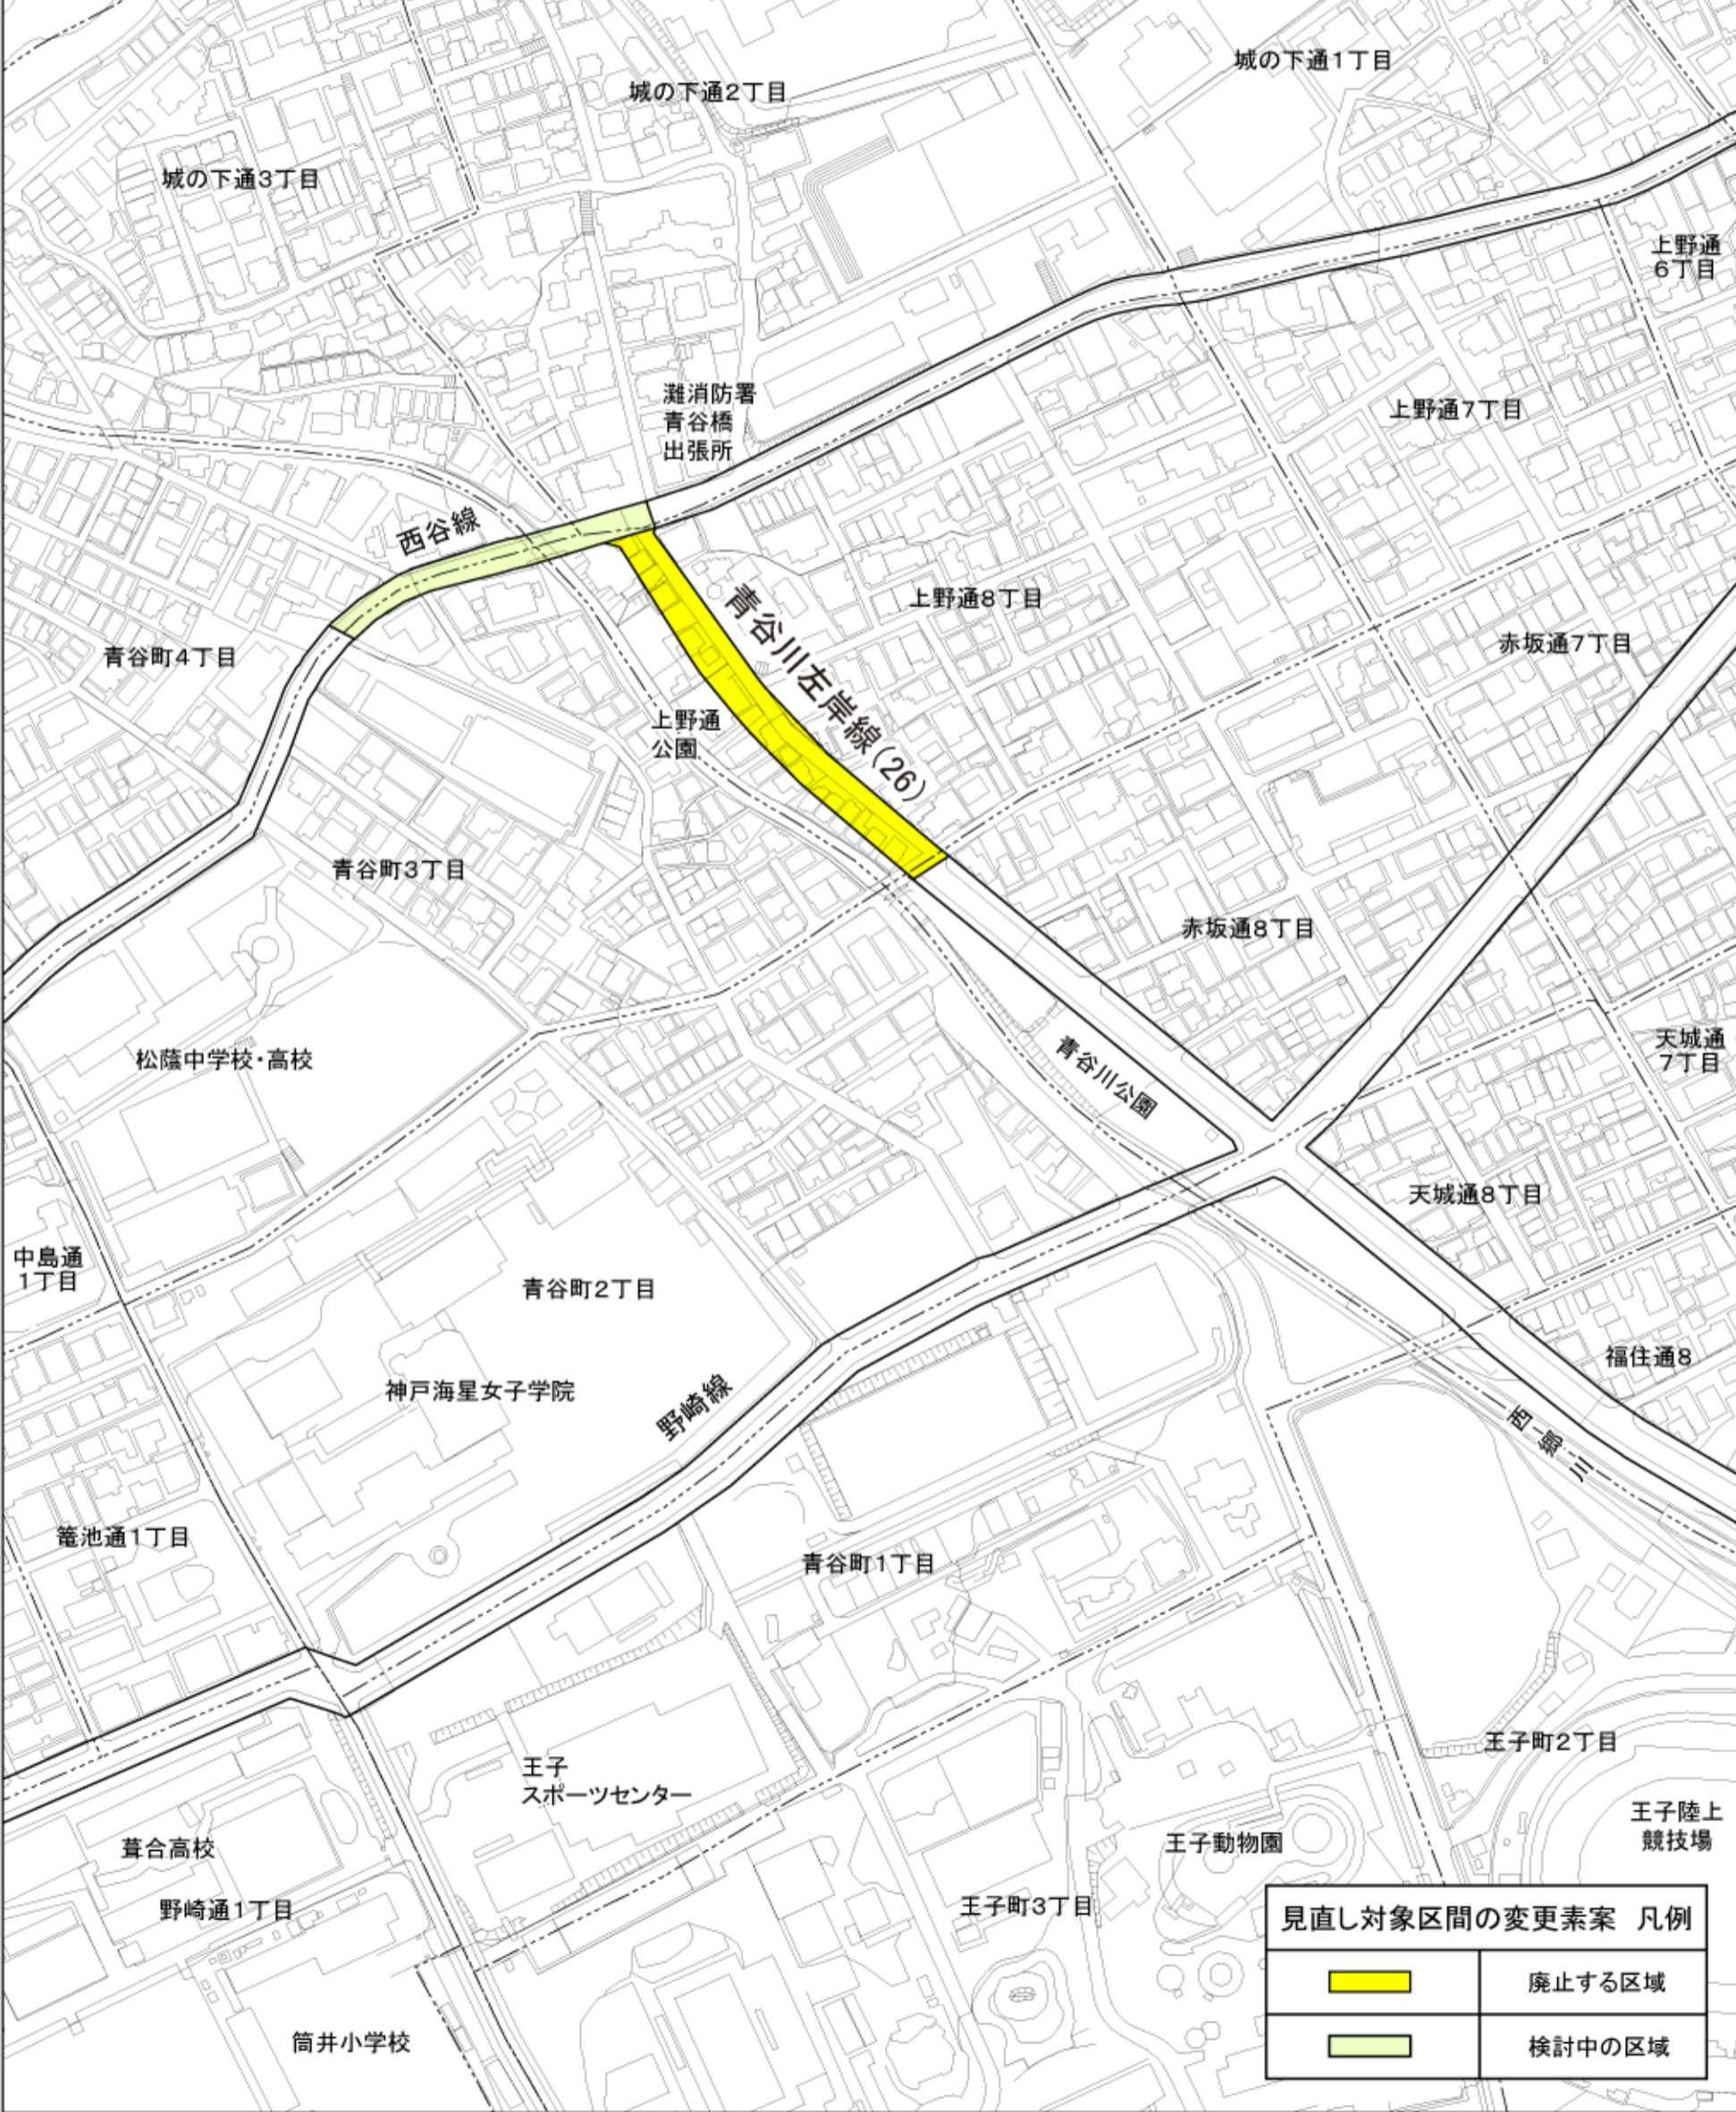 城の下通1丁目
城の下通2丁目
城の下通3丁目
上野通
6丁目
灘消防署
青谷橋
出張所
上野通7丁目
西谷線
青谷川左岸線(26)
上野通8丁目
赤坂通7丁目
青谷町4丁目
上野通
公園
青谷町3丁目
赤坂通8丁目
松蔭中学校・高校
青谷川公園
天城通
7丁目
天城通8丁目
中島通
1丁目
青谷町2丁目
福住通8
神戸海星女子学院
野崎線
西郷川
篭池通1丁目
青谷町1丁目
王子町2丁目
王子
スポーツセンター
王子陸上
競技場
葺合高校
王子動物園
野崎通1丁目
王子町3丁目
筒井小学校
見直し対象区間の変更素案 凡例
廃止する区域
検討中の区域